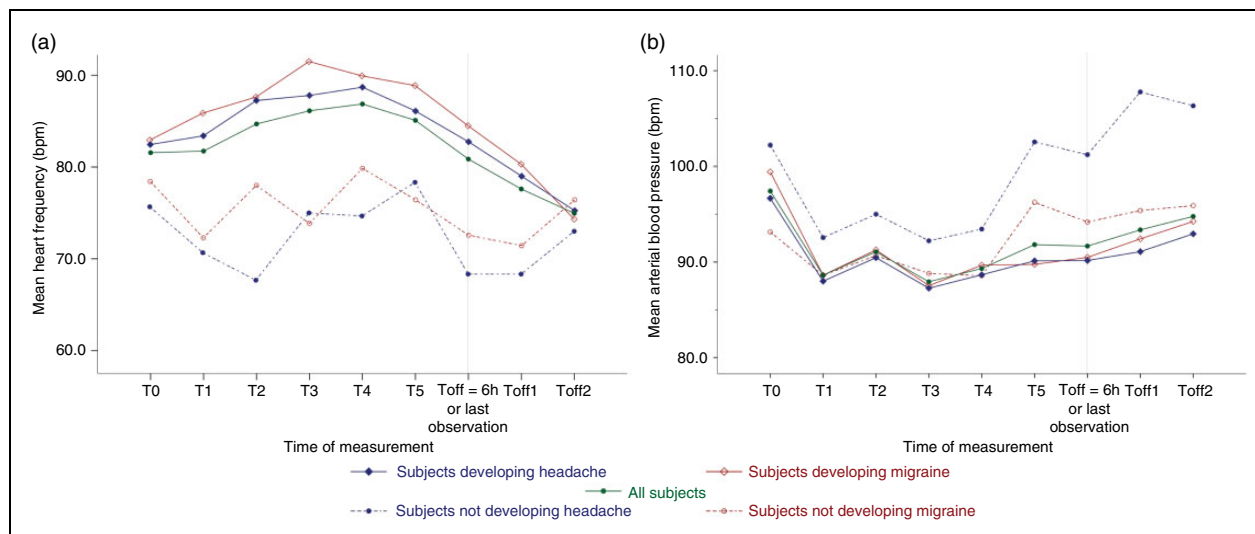 (a)
Mean heart frequency (bpm)
90.0
80.0
70.0
60.0
T0 T1 T2 T3 T4 T5 Toff = 6h Toff1 Toff2
or last
observation
Time of measurement
(b)
Mean arterial blood pressure (bpm)
110.0
100.0
90.0
80.0
T0 T1 T2 T3 T4 T5 Toff = 6h Toff1 Toff2
or last
observation
Time of measurement
Subjects developing headache
Subjects developing migraine
All subjects
Subjects not developing headache
Subjects not developing migraine